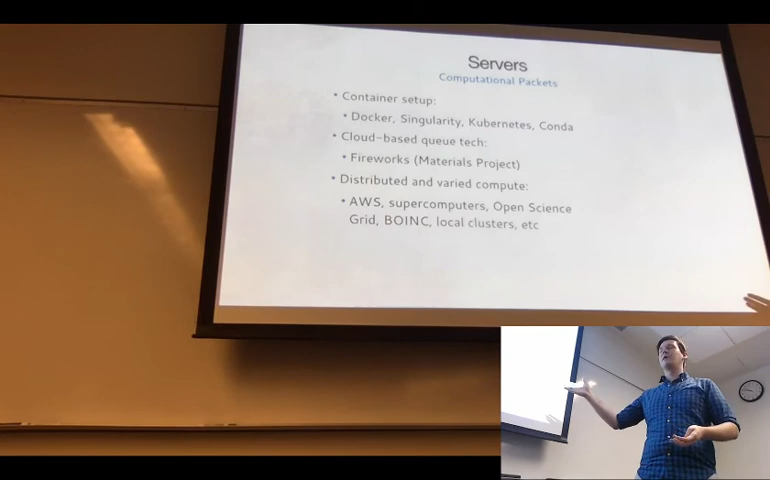 Servers
Computational Packets
• Container setup:
• Docker, Singularity, Kubernetes, Conda
• Cloud-based queue tech:
• Fireworks (Materials Project)
• Distributed and varied compute:
• AWS, supercomputers, Open Science
Grid, BOINC, local clusters, etc